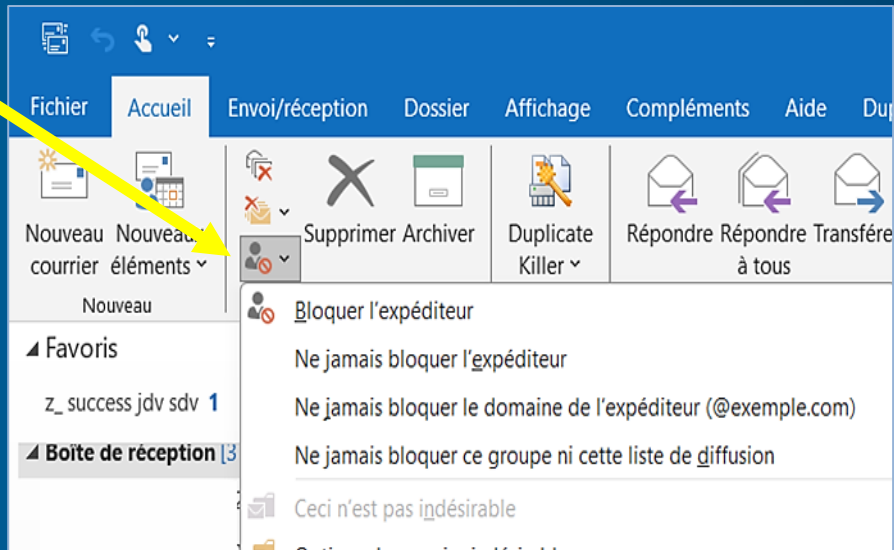 Fichier Accueil Envoi/réception Dossier Affichage Compléments Aide
Nouveau courrier
Nouveaux éléments
Supprimer
Archiver
Duplicate Killer
Répondre
Répondre à tous
Transfére
Nouveau
Bloquer l'expéditeur
Ne jamais bloquer l'expéditeur
Ne jamais bloquer le domaine de l'expéditeur (@exemple.com)
Ne jamais bloquer ce groupe ni cette liste de diffusion
Ceci n'est pas indésirable
Favoris
z_ success jdv sdv 1
Boîte de réception [3